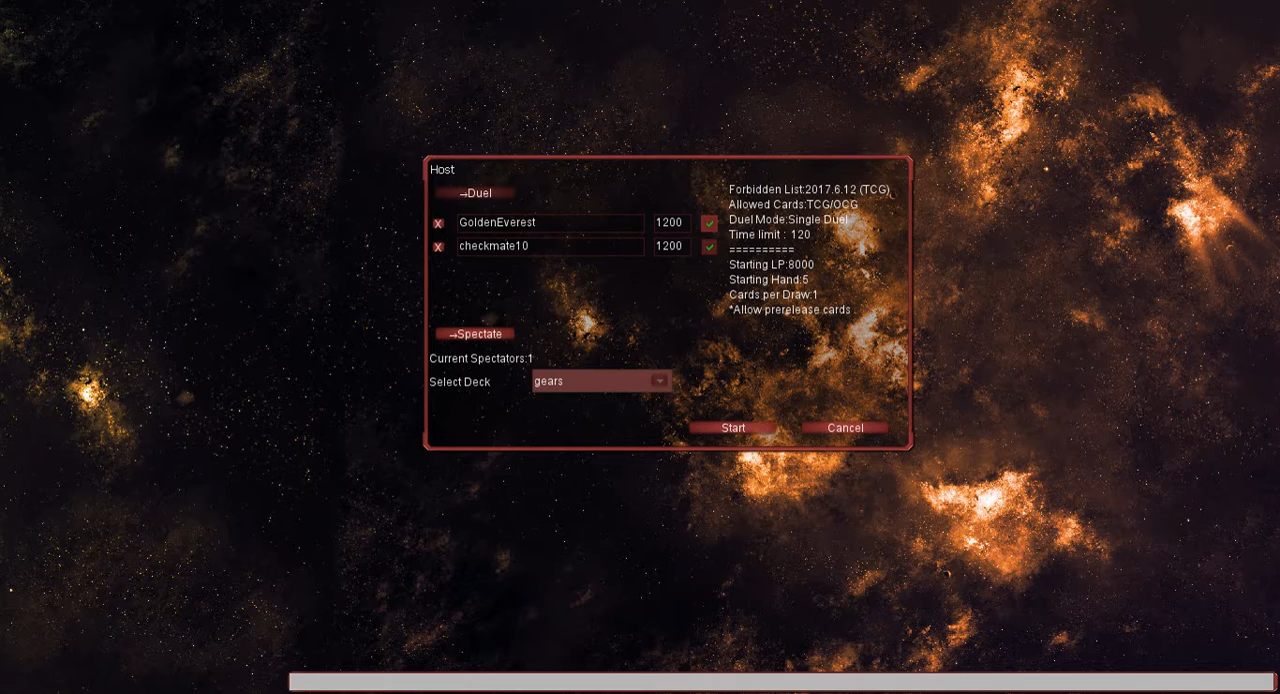 Host
→Duel
GoldenEverest 1200
checkmate10 1200
Forbidden List:2017.6.12 (TCG)
Allowed Cards:TCG/OCG
Duel Mode:Single Duel
Time limit : 120
==========
Starting LP:8000
Starting Hand:5
Cards per Draw:1
*Allow prerelease cards
→Spectate
Current Spectators:1
Select Deck gears
Start Cancel